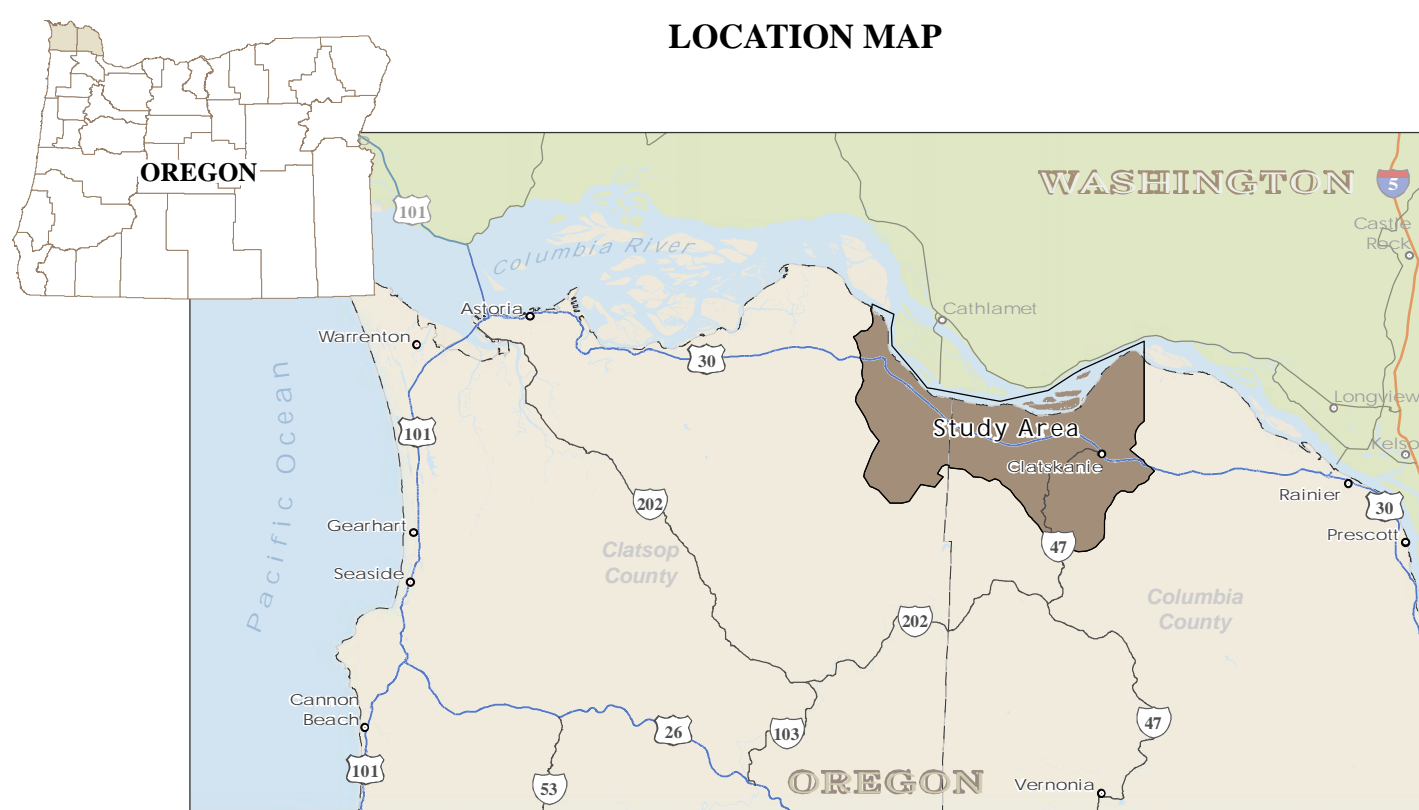 LOCATION MAP
OREGON
WASHINGTON
5
101
Castle
Rock
Columbia River
Astoria
Cathlamet
Warrenton
30
Longview
Pacific Ocean
101
Study Area
Kelso
Clatskanie
Rainier
202
30
Gearhart
Prescott
Clatsop
County
47
Seaside
Columbia
County
202
Cannon
Beach
26
103
47
101
OREGON
53
Vernonia